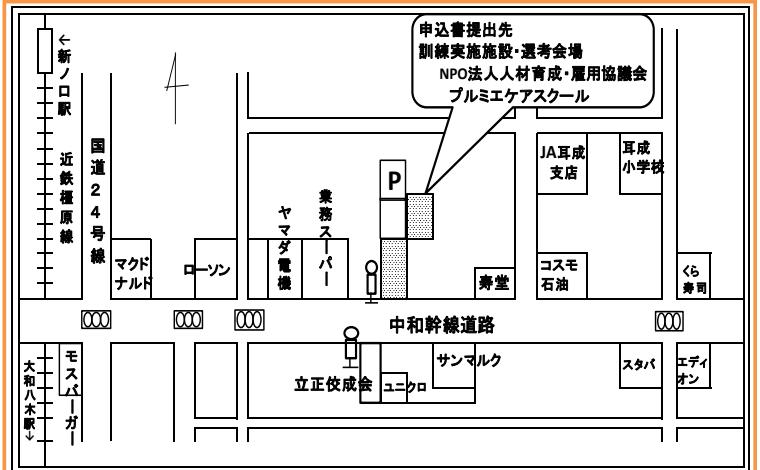 申込書提出先
訓練実施施設・選考会場
NPO法人人材育成・雇用協議会
プルミエケアスクール
←新ノ口駅
近鉄橿原線
国道24号線
マクド
ナルド
ローソン
ヤマダ電機
業務スーパー
P
JA耳成
支店
耳成
小学校
寿堂
コスモ
石油
くら
寿司
中和幹線道路
大和八木駅→
モスバーガー
立正佼成会
ユニクロ
サンマルク
スタバ
エディ
オン